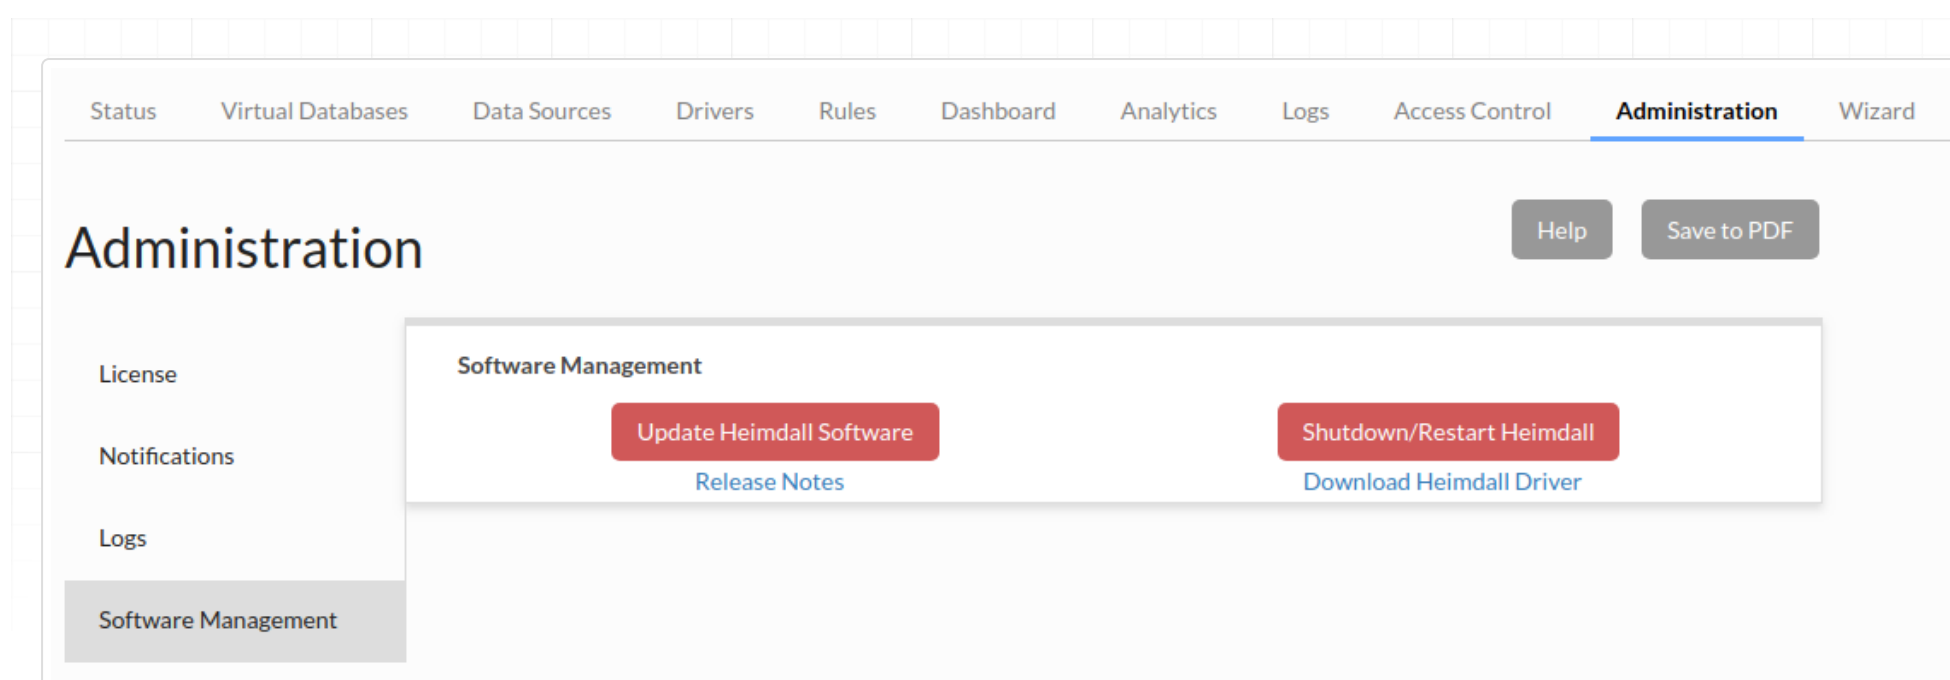 Status Virtual Databases Data Sources Drivers Rules Dashboard Analytics Logs Access Control Administration Wizard
Administration
Help Save to PDF
License
Notifications
Logs
Software Management
Software Management
Update Heimdall Software Shutdown/Restart Heimdall
Release Notes Download Heimdall Driver